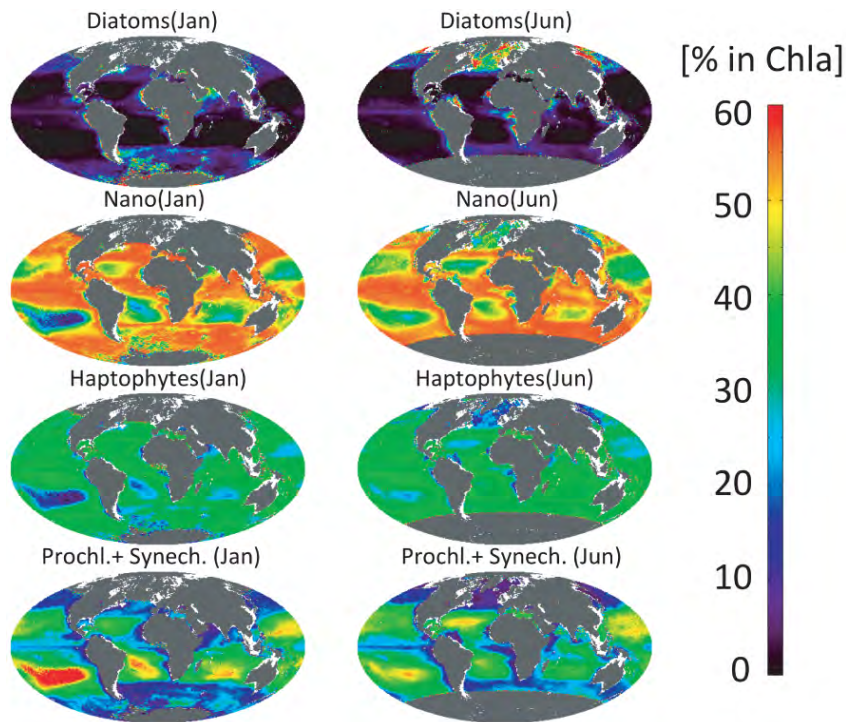 Diatoms(Jan)
Diatoms(Jun)
[% in Chla]
60
50
40
30
20
10
0
Nano(Jan)
Nano(Jun)
Haptophytes(Jan)
Haptophytes(Jun)
Prochl.+ Synech. (Jan)
Prochl.+ Synech. (Jun)